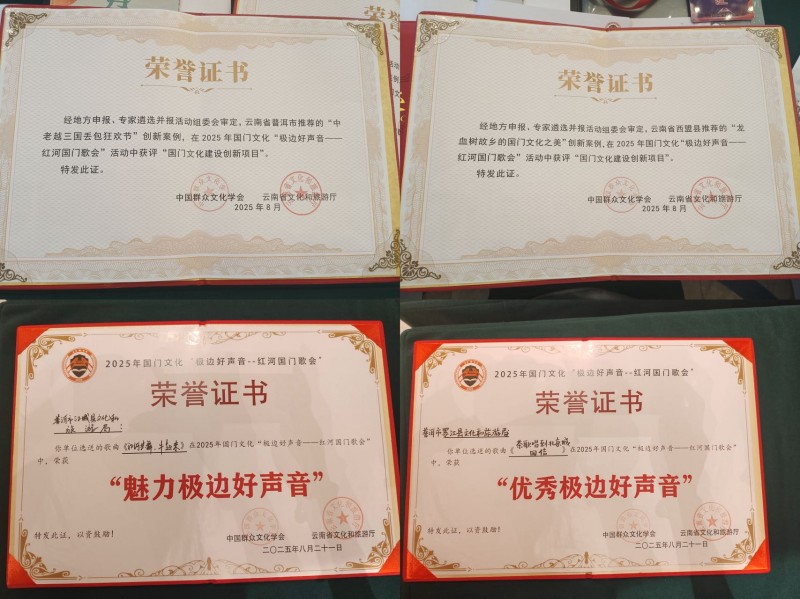 荣誉证书
经地方申报、专家遴选并报活动组委会审定，云南省普洱市推荐的“中
老越三国丢包狂欢节”创新案例，在2025年国门文化“极边好声音——
红河国门歌会”活动中获评“国门文化建设创新项目”。
特发此证。
中国群众文化学会 云南省文化和旅游厅
2025年8月
荣誉证书
经地方申报、专家遴选并报活动组委会审定，云南省西盟县推荐的“龙
血树故乡的国门文化之美”创新案例，在2025年国门文化“极边好声音——
红河国门歌会”活动中获评“国门文化建设创新项目”。
特发此证。
中国群众文化学会 云南省文化和旅游厅
2025年8月
2025年国门文化“极边好声音--红河国门歌会”
荣誉证书
普洱市江城县文化和
旅游局：
你单位选送的歌曲《》在2025年国门文化“极边好声音——红河国门歌会”
中，荣获
“魅力极边好声音”
特发此证，以资鼓励！
中国群众文化学会 云南省文化和旅游厅
二〇二五年八月二十一日
2025年国门文化“极边好声音--红河国门歌会”
荣誉证书
普洱市墨江县文化和旅游局
你单位选送的歌曲《回信》在2025年国门文化“极边好声音——红河国门歌会”
中，荣获
“优秀极边好声音”
特发此证，以资鼓励！
中国群众文化学会 云南省文化和旅游厅
二〇二五年八月二十一日